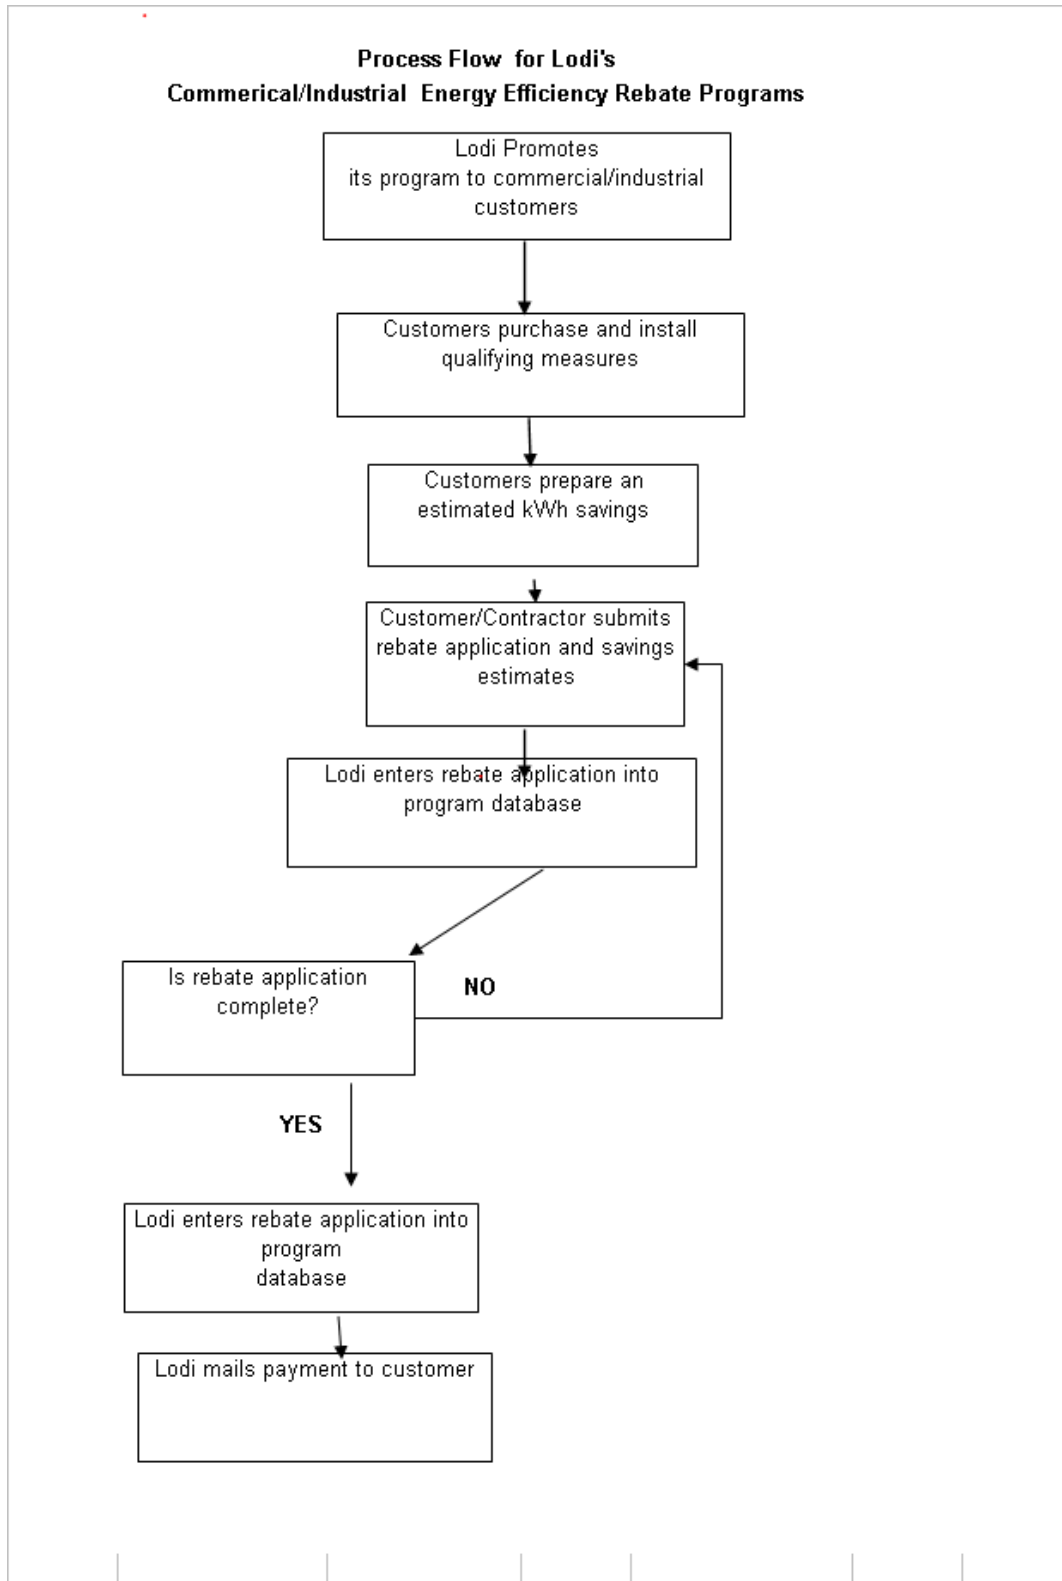 Process Flow for Lodi's
Commerical/Industrial Energy Efficiency Rebate Programs
Lodi Promotes
its program to commercial/industrial
customers
Customers purchase and install
qualifying measures
Customers prepare an
estimated kWh savings
Customer/Contractor submits
rebate application and savings
estimates
Lodi enters rebate application into
program database
Is rebate application
complete?
NO
YES
Lodi enters rebate application into
program
database
Lodi mails payment to customer